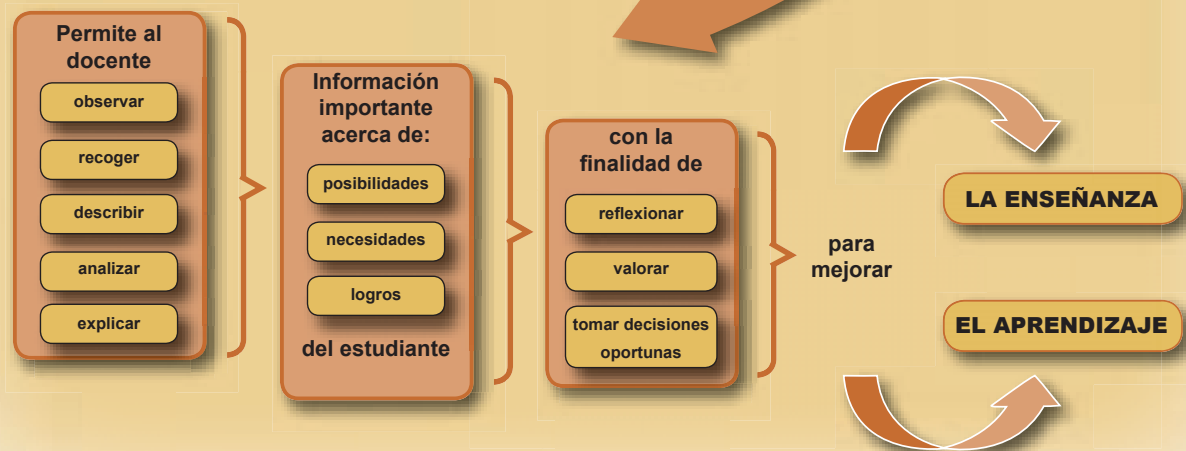 Permite al
docente
observar
recoger
describir
analizar
explicar
Información
importante
acerca de:
posibilidades
necesidades
logros
del estudiante
con la
finalidad de
reflexionar
valorar
tomar decisiones
oportunas
para
mejorar
LA ENSEÑANZA
EL APRENDIZAJE